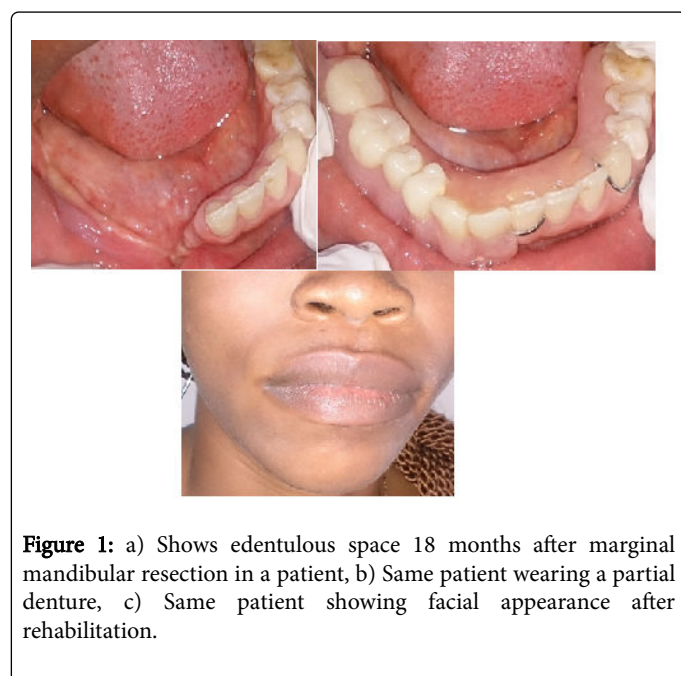 Figure 1: a) Shows edentulous space 18 months after marginal
mandibular resection in a patient, b) Same patient wearing a partial
denture, c) Same patient showing facial appearance after
rehabilitation.